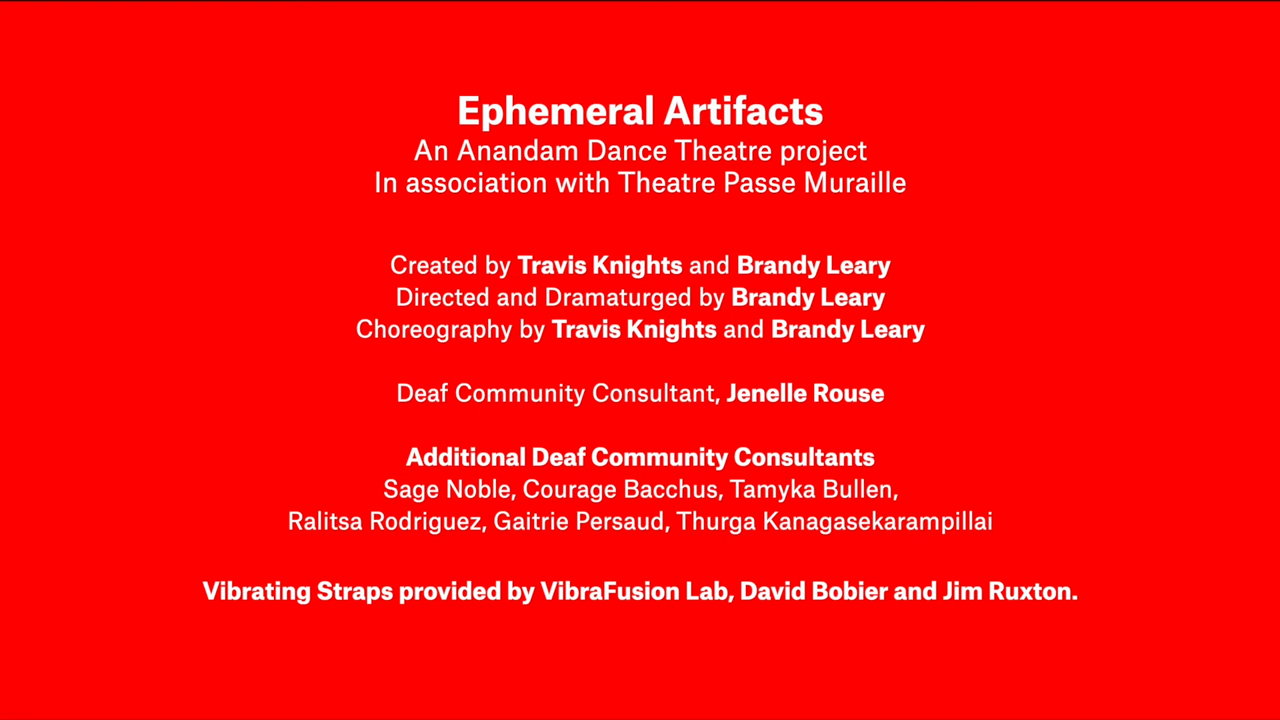 Ephemeral Artifacts
An Anandam Dance Theatre project
In association with Theatre Passe Muraille
Created by Travis Knights and Brandy Leary
Directed and Dramaturged by Brandy Leary
Choreography by Travis Knights and Brandy Leary
Deaf Community Consultant, Jenelle Rouse
Additional Deaf Community Consultants
Sage Noble, Courage Bacchus, Tamyka Bullen,
Ralitsa Rodriguez, Gaitrie Persaud, Thurga Kanagasekarampillai
Vibrating Straps provided by VibraFusion Lab, David Bobier and Jim Ruxton.